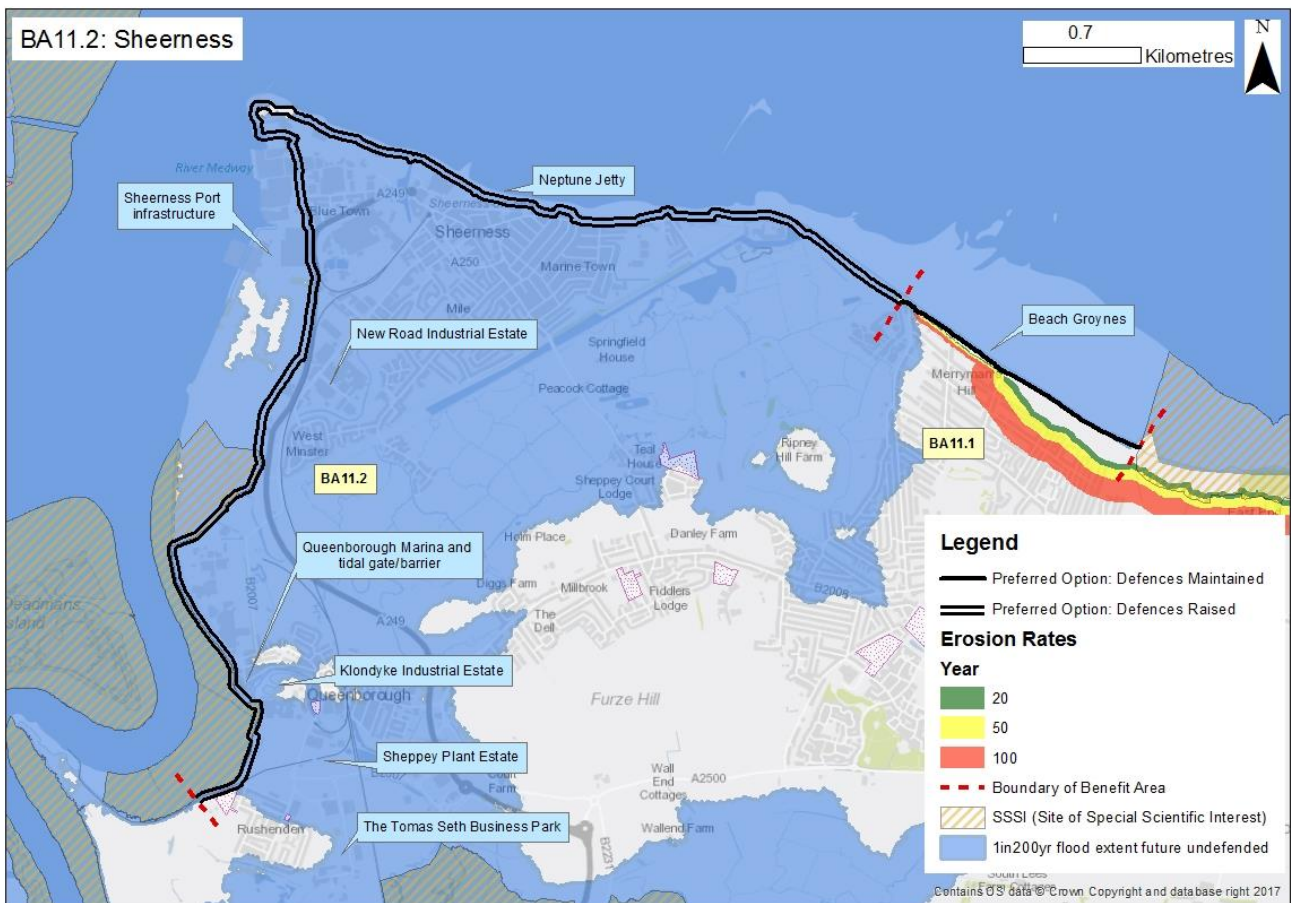 BA11.2: Sheerness
0.7
Kilometres
N
River Medway
Neptune Jetty
Sheerness Port
infrastructure
A249
Blue Town
Sheerness
A250
Marine Town
Mile
Beach Groynes
New Road Industrial Estate
Springfield
House
Peacock Cottage
Merryman's
Hill
West
Minster
BA11.2
Teal
House
Sheppey Court
Lodge
Ripney
Hill Farm
BA11.1
Queenborough Marina and
tidal gate/barrier
Holm Place
Danley Farm
Diggs Farm
Millbrook
Fiddlers
Lodge
B2007
B2008
The
Dell
A249
Klondyke Industrial Estate
Queenborough
Furze Hill
Sheppey Plant Estate
Court
Farm
Wall
End
Cottages
A2500
The Tomas Seth Business Park
Rushenden
Wallend Farm
B2231
Legend
Preferred Option: Defences Maintained
Preferred Option: Defences Raised
Erosion Rates
Year
20
50
100
Boundary of Benefit Area
SSSI (Site of Special Scientific Interest)
1in200yr flood extent future undefended
Contains OS data © Crown Copyright and database right 2017